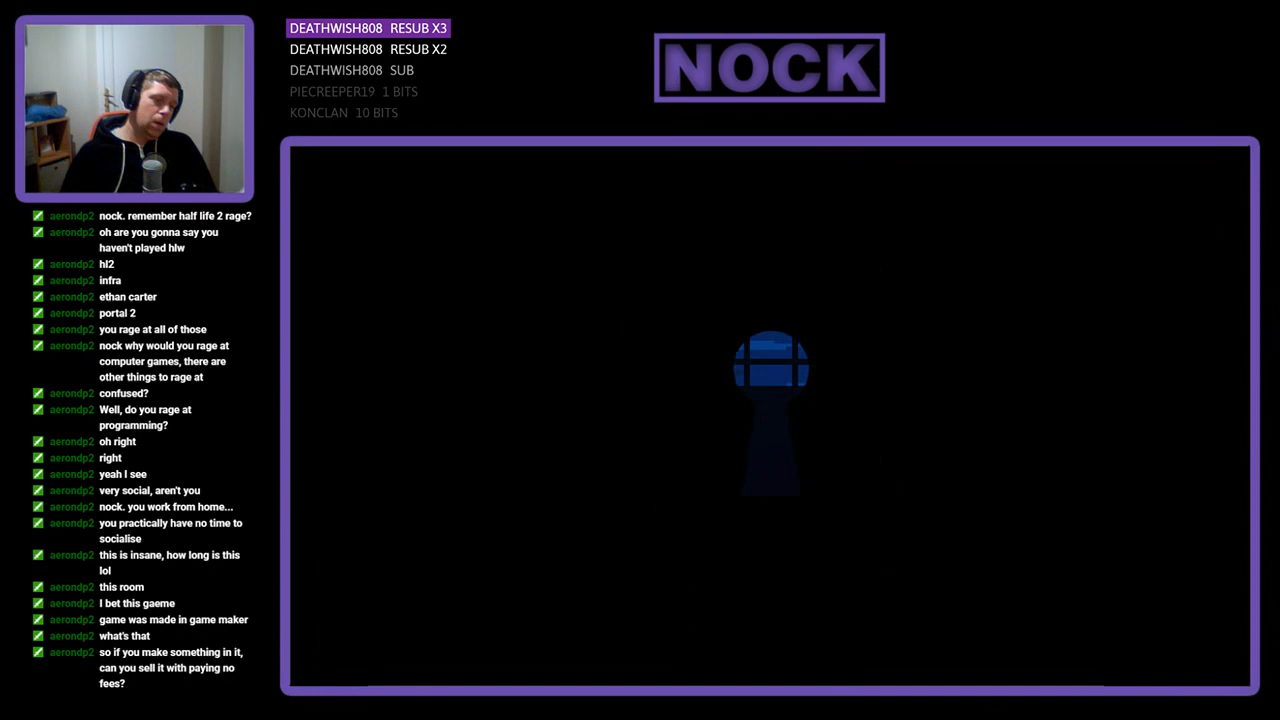 DEATHWISH808 RESUB X3
DEATHWISH808 RESUB X2
DEATHWISH808 SUB
PIECREEPER19 1 BITS
KONCLAN 10 BITS
NOCK
aerondp2 nock. remember half life 2 rage?
aerondp2 oh are you gonna say you
haven't played hlw
aerondp2 hl2
aerondp2 infra
aerondp2 ethan carter
aerondp2 portal 2
aerondp2 you rage at all of those
aerondp2 nock why would you rage at
computer games, there are
other things to rage at
aerondp2 confused?
aerondp2 Well, do you rage at
programming?
aerondp2 oh right
aerondp2 right
aerondp2 yeah I see
aerondp2 very social, aren't you
aerondp2 nock. you work from home...
aerondp2 you practically have no time to
socialise
aerondp2 this is insane, how long is this
lol
aerondp2 this room
aerondp2 I bet this gaeme
aerondp2 game was made in game maker
aerondp2 what's that
aerondp2 so if you make something in it,
can you sell it with paying no
fees?